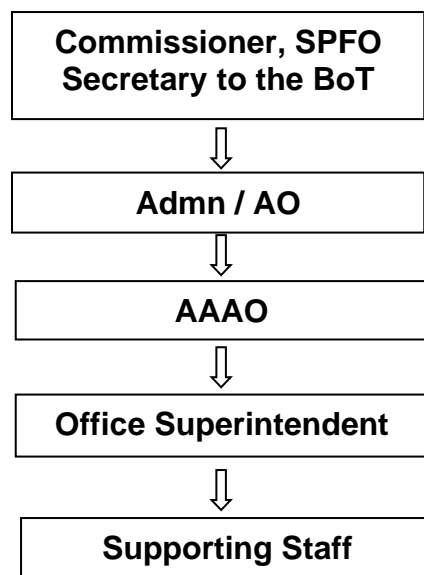 Commissioner, SPFO
Secretary to the BoT
Admn / AO
AAAO
Office Superintendent
Supporting Staff